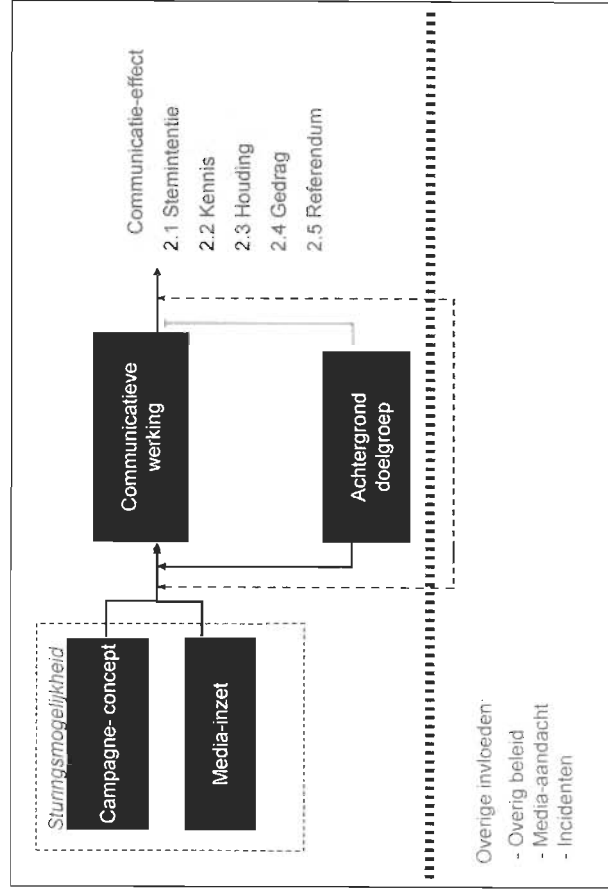 Sturingsmogelijkheid
Campagne- concept
Media-inzet
Communicatieve
werking
Achtergrond
doelgroep
Communicatie-effect
2.1 Stemintentie
2.2 Kennis
2.3 Houding
2.4 Gedrag
2.5 Referendum
Overige invloeden:
- Overig beleid
- Media-aandacht
- Incidenten